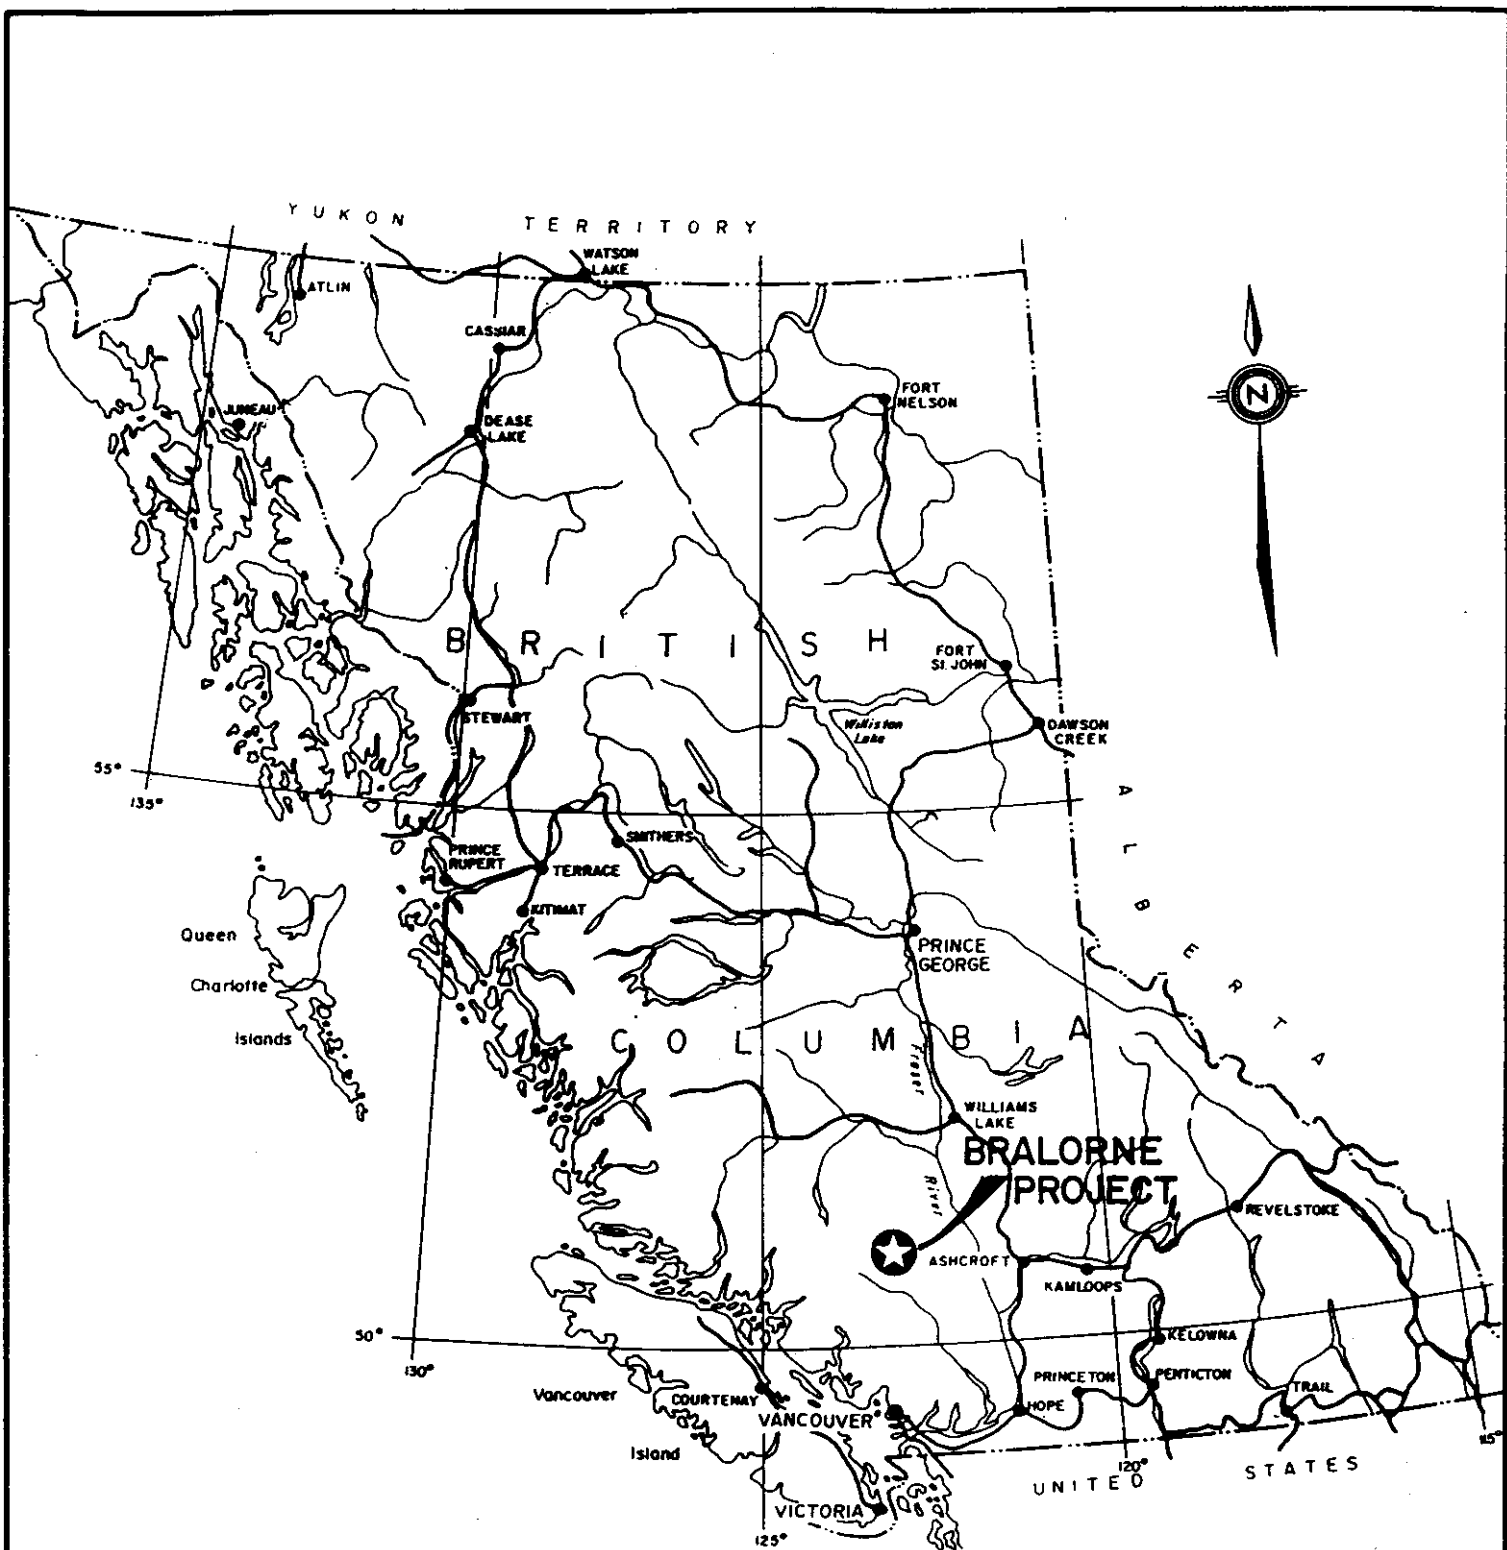 YUKON TERRITORY
WATSON
LAKE
ATLIN
CASSIAR
JUNEAU
DEASE
LAKE
FORT
NELSON
N
BRITISH
FORT
ST. JOHN
STEWART
Williston
Lake
DAWSON
CREEK
55°
135°
ALBERTA
PRINCE
RUPERT
SMITHERS
TERRACE
KITIMAT
Queen
Charlotte
Islands
PRINCE
GEORGE
COLUMBIA
Fraser
River
WILLIAMS
LAKE
BRALORNE
PROJECT
REVELSTOKE
ASHCROFT
KAMLOOPS
50°
130°
KELOWNA
Vancouver
Island
COURTENAY
PRINCETON
PENTICTON
TRAIL
VANCOUVER
HOPE
115°
120°
UNITED STATES
VICTORIA
125°